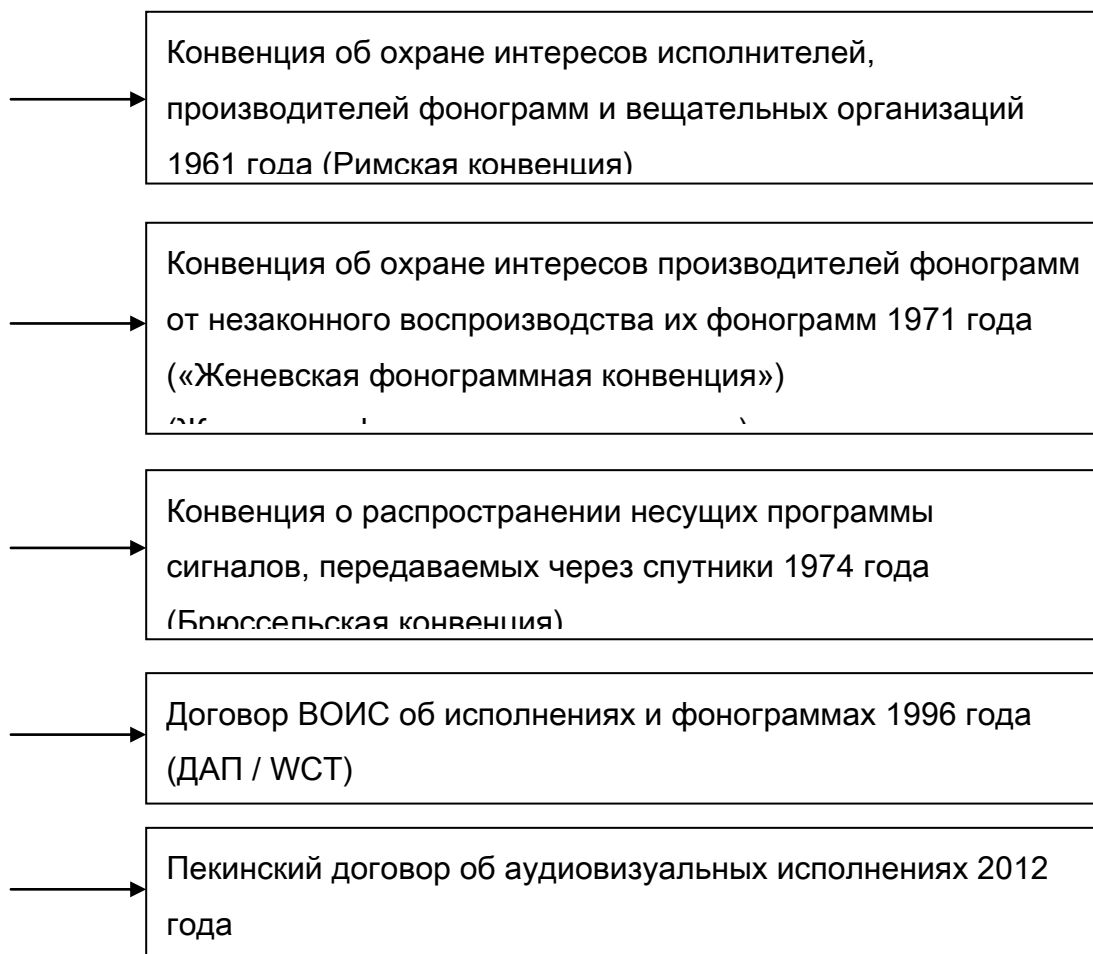 Конвенция об охране интересов исполнителей,
производителей фонограмм и вещательных организаций
1961 года (Римская конвенция)
Конвенция об охране интересов производителей фонограмм
от незаконного воспроизводства их фонограмм 1971 года
(«Женевская фонограммная конвенция»)
Конвенция о распространении несущих программы
сигналов, передаваемых через спутники 1974 года
(Брюссельская конвенция)
Договор ВОИС об исполнениях и фонограммах 1996 года
(ДАП / WCT)
Пекинский договор об аудиовизуальных исполнениях 2012
года